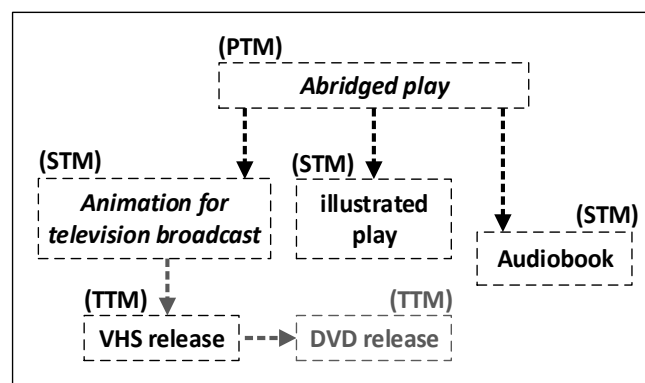 (PTM)
Abridged play
(STM)
Animation for
television broadcast
(STM)
illustrated
play
(STM)
Audiobook
(TTM)
VHS release
(TTM)
DVD release